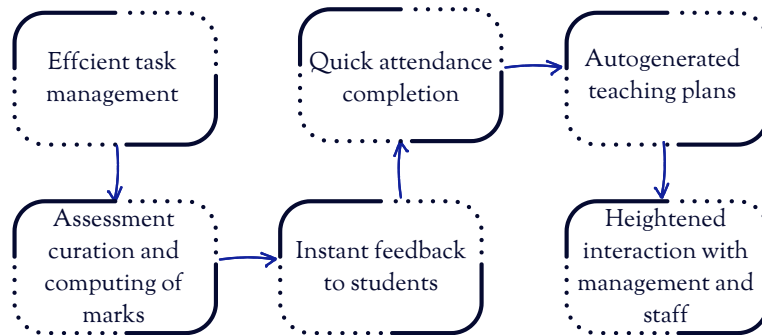 Effcient task
management
Assessment
curation and
computing of
marks
Instant feedback
to students
Quick attendance
completion
Autogenerated
teaching plans
Heightened
interaction with
management and
staff